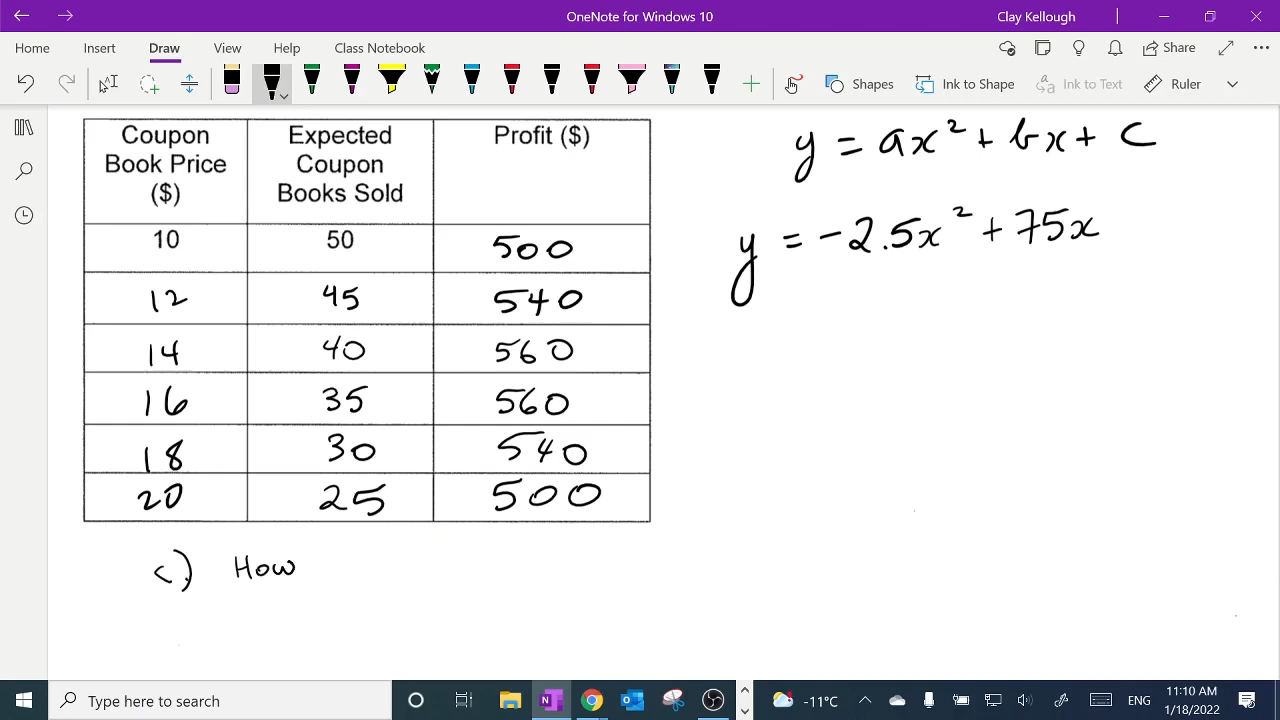 OneNote for Windows 10
Clay Kellough
Home Insert Draw View Help Class Notebook
Share
Shapes Ink to Shape Ink to Text Ruler
Coupon Book Price ($) Expected Coupon Books Sold Profit ($)
10 50 500
12 45 540
14 40 560
16 35 560
18 30 540
20 25 500
y = ax² + bx + c
y = -2.5x² + 75x
c). How
Type here to search
-11°C
ENG
11:10 AM
1/18/2022